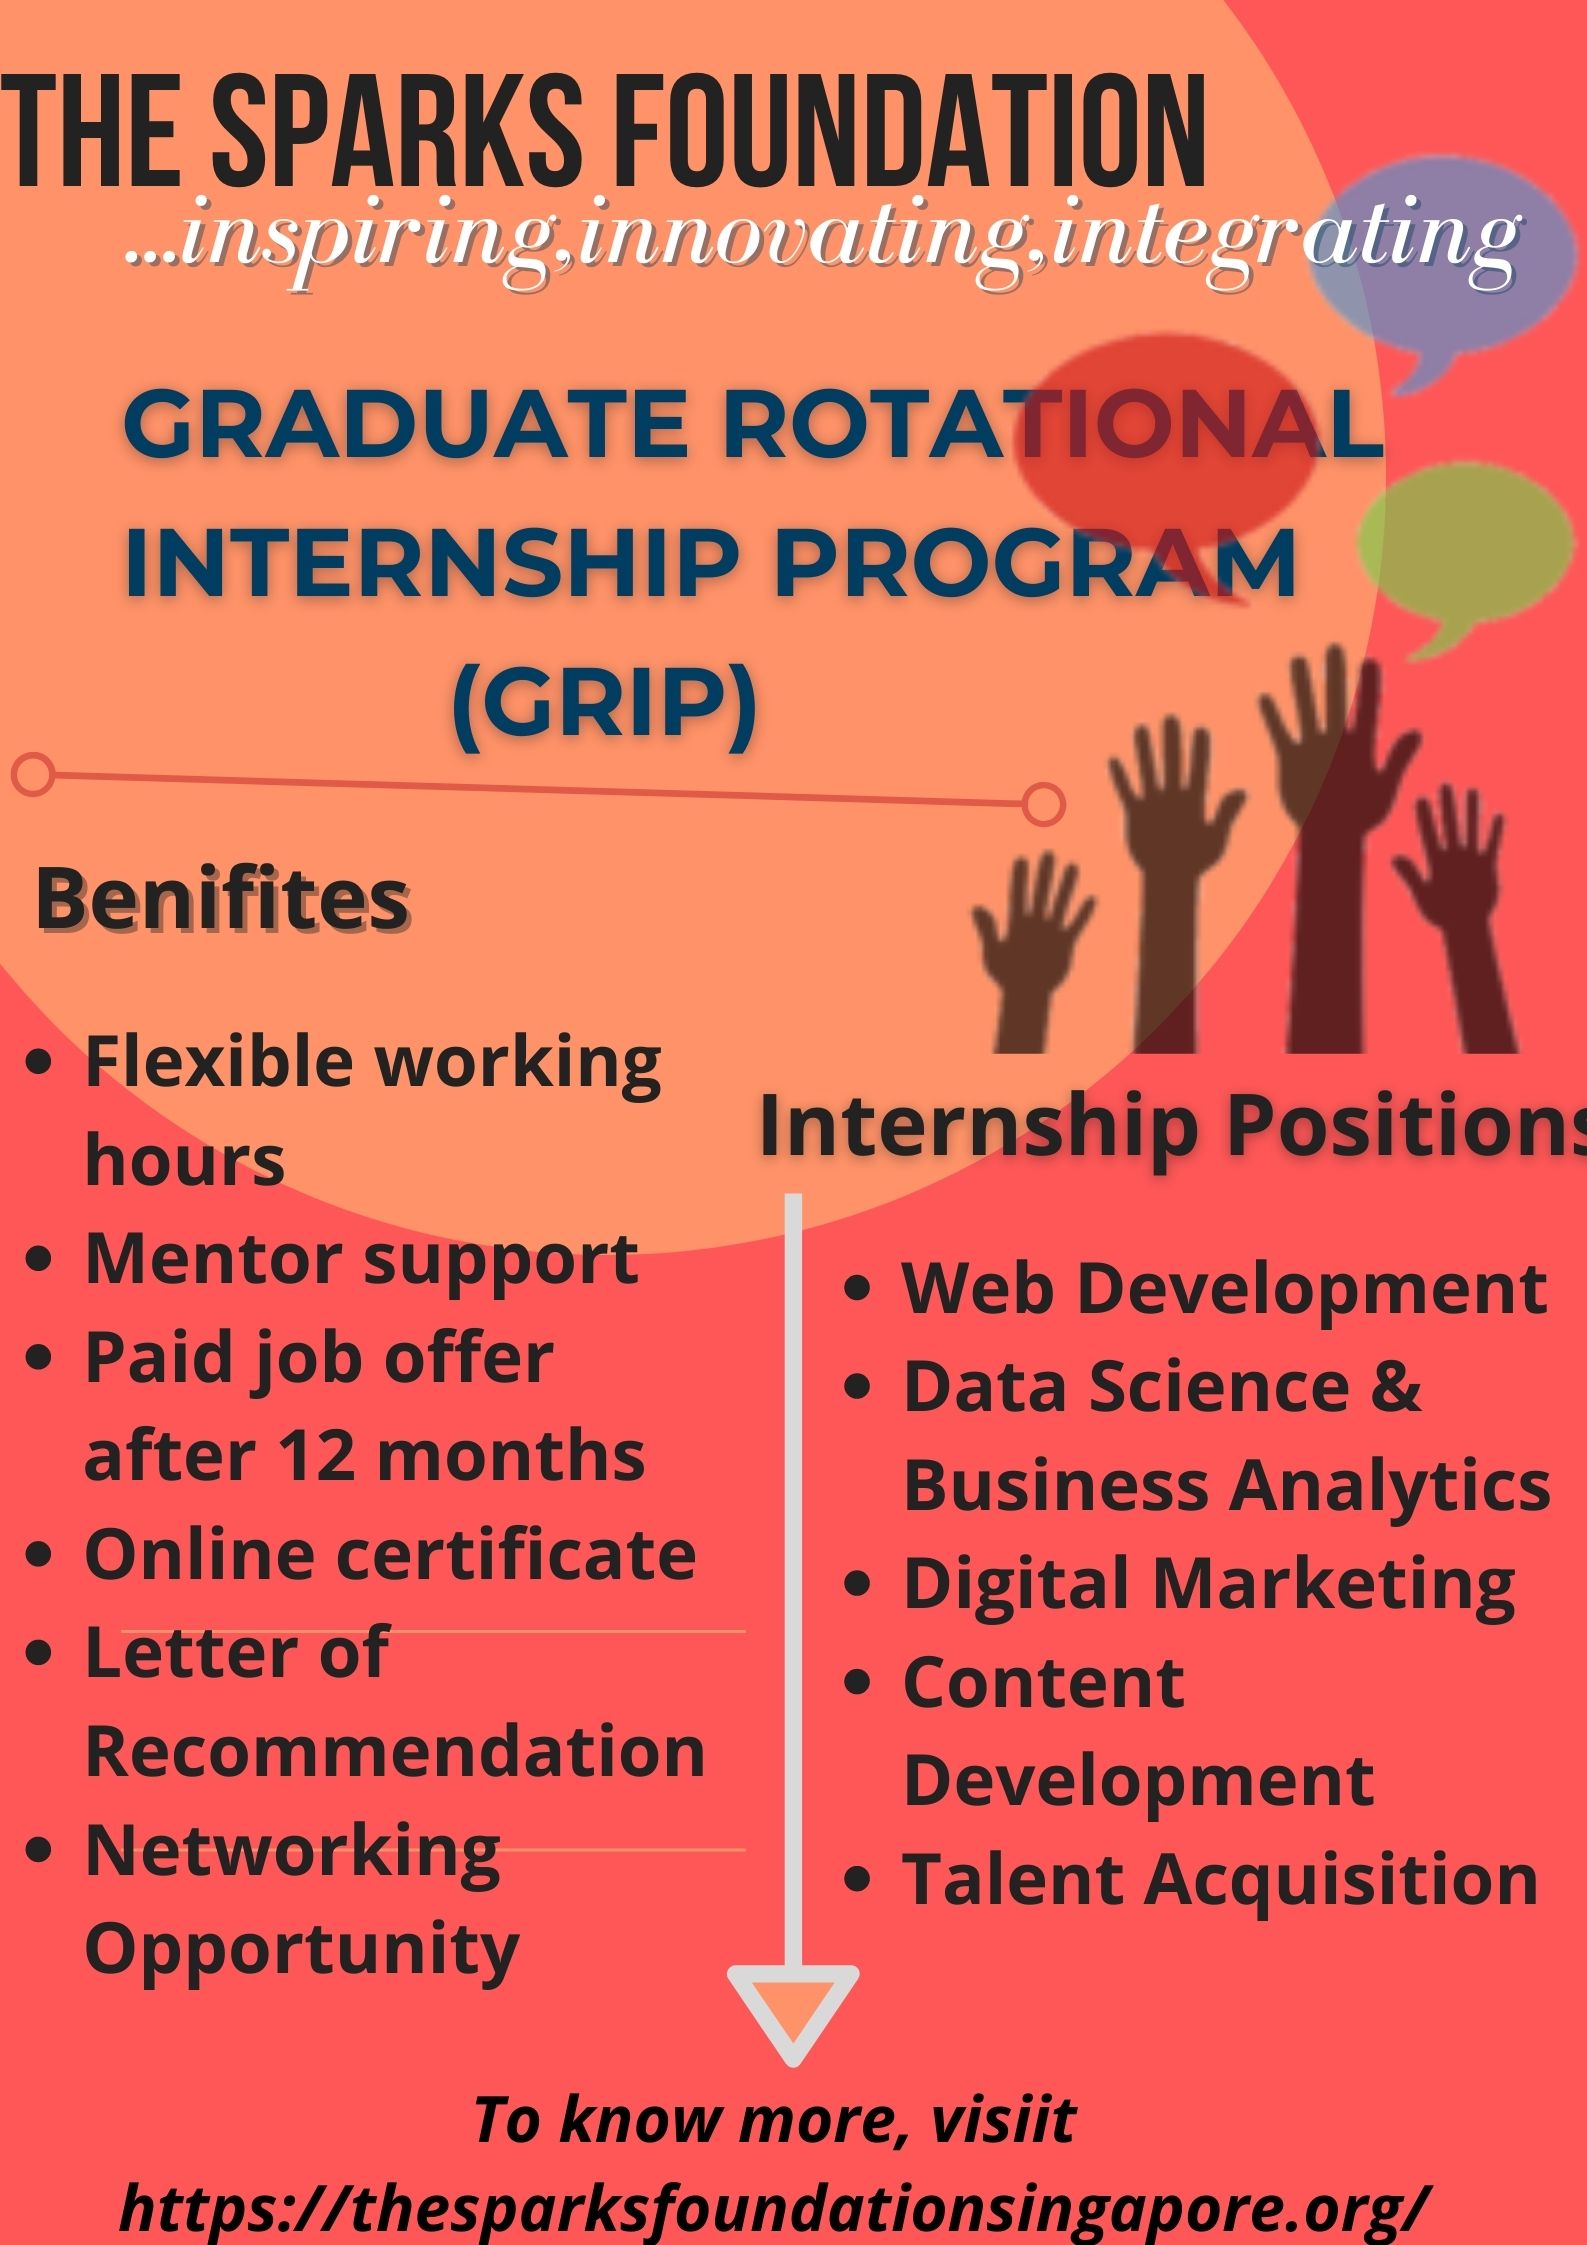 THE SPARKS FOUNDATION
...inspiring,innovating,integrating
GRADUATE ROTATIONAL
INTERNSHIP PROGRAM
(GRIP)
Benifites
• Flexible working
hours
• Mentor support
• Paid job offer
after 12 months
• Online certificate
• Letter of
Recommendation
• Networking
Opportunity
Internship Positions
• Web Development
• Data Science &
Business Analytics
• Digital Marketing
• Content
Development
• Talent Acquisition
To know more, visiit
https://thesparksfoundationsingapore.org/